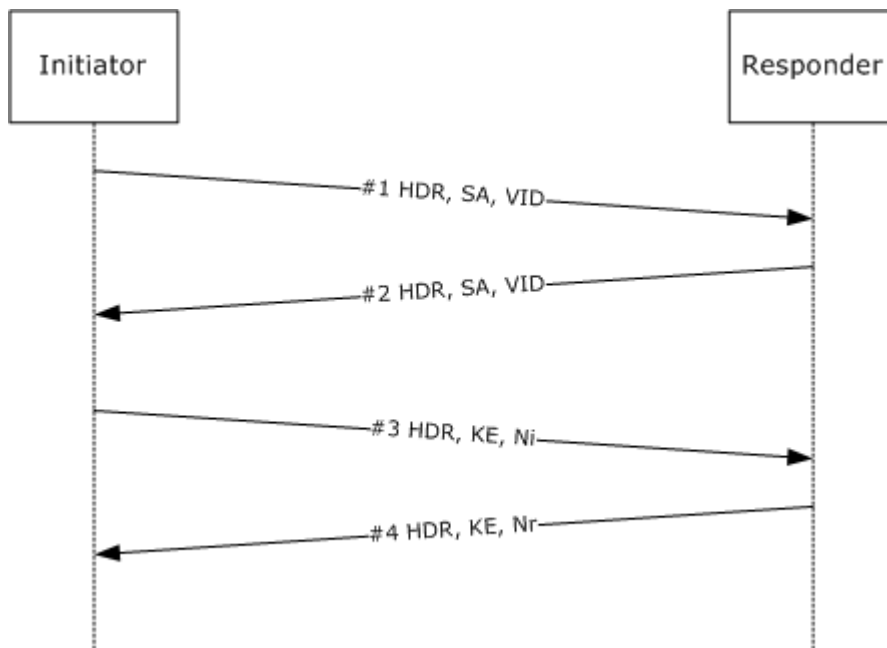 Initiator
Responder
#1 HDR, SA, VID
#2 HDR, SA, VID
#3 HDR, KE, Ni
#4 HDR, KE, Nr